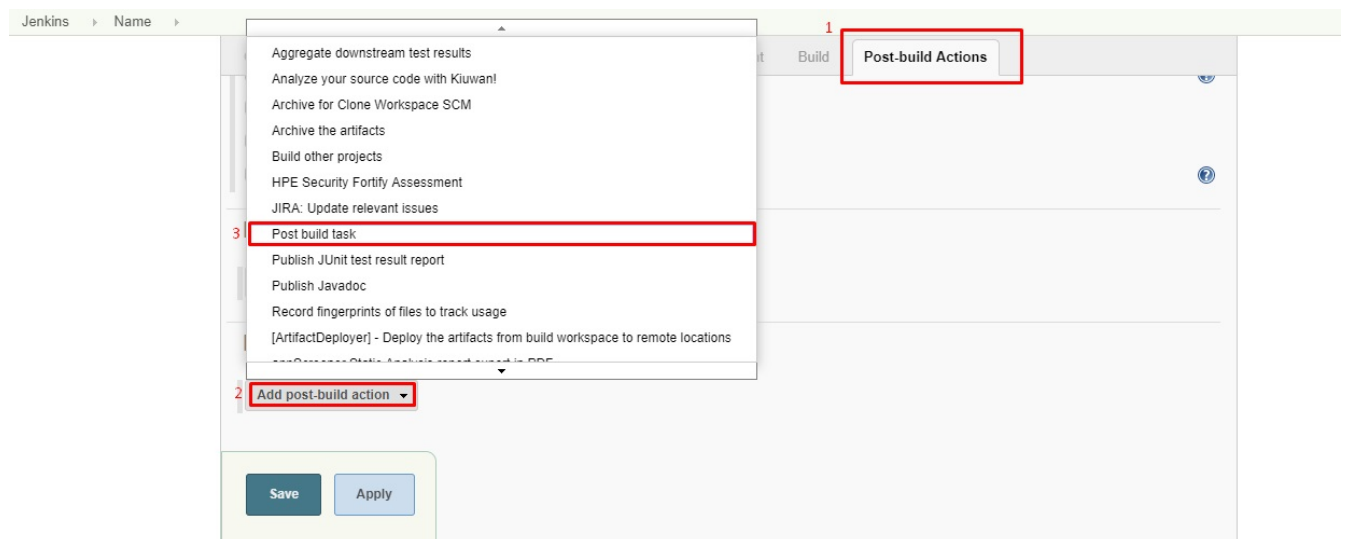 Jenkins Name
1
Build Post-build Actions
Aggregate downstream test results
Analyze your source code with Kiuwan!
Archive for Clone Workspace SCM
Archive the artifacts
Build other projects
HPE Security Fortify Assessment
JIRA: Update relevant issues
3 Post build task
Publish JUnit test result report
Publish Javadoc
Record fingerprints of files to track usage
[ArtifactDeployer] - Deploy the artifacts from build workspace to remote locations
2 Add post-build action
Save Apply